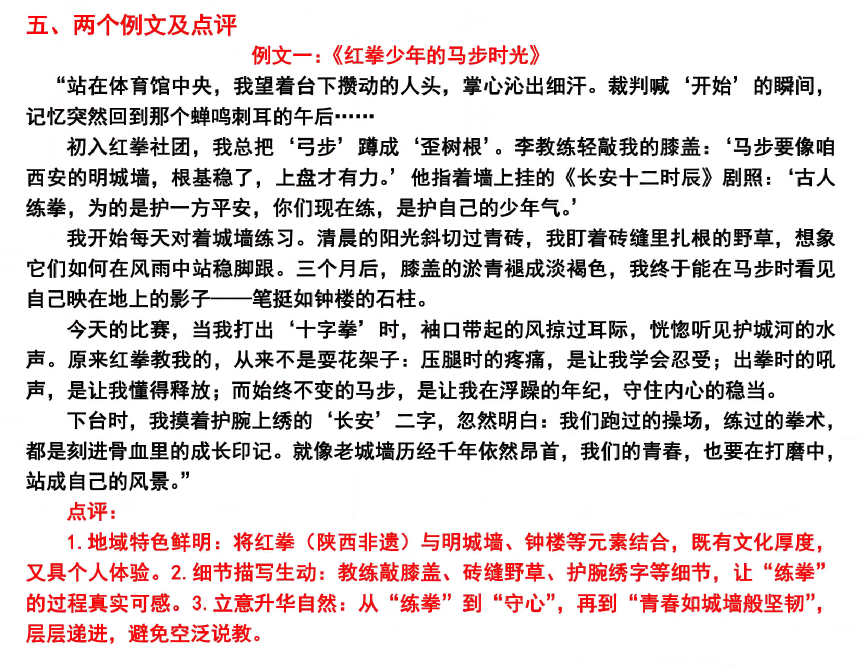 五、两个例文及点评
例文一：《红拳少年的马步时光》
“站在体育馆中央，我望着台下攒动的人头，掌心沁出细汗。裁判喊‘开始’的瞬间，
记忆突然回到那个蝉鸣刺耳的午后……
初入红拳社团，我总把‘弓步’蹲成‘歪树根’。李教练轻敲我的膝盖：‘马步要像咱
西安的明城墙，根基稳了，上盘才有力。’他指着墙上挂的《长安十二时辰》剧照：‘古人
练拳，为的是护一方平安，你们现在练，是护自己的少年气。’
我开始每天对着城墙练习。清晨的阳光斜切过青砖，我盯着砖缝里扎根的野草，想象
它们如何在风雨中站稳脚跟。三个月后，膝盖的淤青褪成淡褐色，我终于能在马步时看见
自己映在地上的影子——笔挺如钟楼的石柱。
今天的比赛，当我打出‘十字拳’时，袖口带起的风掠过耳际，恍惚听见护城河的水
声。原来红拳教我的，从来不是耍花架子：压腿时的疼痛，是让我学会忍受；出拳时的吼
声，是让我懂得释放；而始终不变的马步，是让我在浮躁的年纪，守住内心的稳当。
下台时，我摸着护腕上绣的‘长安’二字，忽然明白：我们跑过的操场，练过的拳术，
都是刻进骨血里的成长印记。就像老城墙历经千年依然昂首，我们的青春，也要在打磨中，
站成自己的风景。”
点评：
1.地域特色鲜明：将红拳（陕西非遗）与明城墙、钟楼等元素结合，既有文化厚度，
又具个人体验。2.细节描写生动：教练敲膝盖、砖缝野草、护腕绣字等细节，让“练拳”
的过程真实可感。3.立意升华自然：从“练拳”到“守心”，再到“青春如城墙般坚韧”，
层层递进，避免空泛说教。